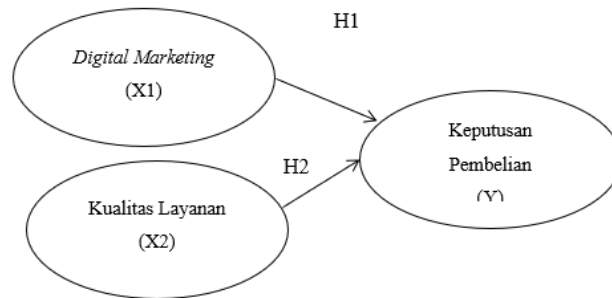 H1
Digital Marketing
(X1)
Keputusan
Pembelian
(Y)
H2
Kualitas Layanan
(X2)